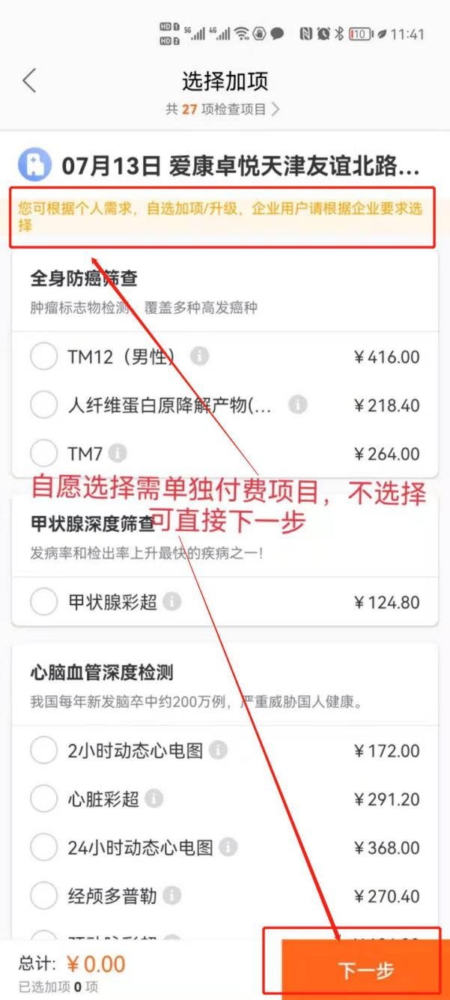 HD 1 5G 4G 10 11:41
HD 2
选择加项
共 27 项检查项目
07月13日 爱康卓悦天津友谊北路...
您可根据个人需求，自选加项/升级，企业用户请根据企业要求选
择
全身防癌筛查
肿瘤标志物检测，覆盖多种高发癌种
TM12（男性） ¥416.00
人纤维蛋白原降解产物(... ¥218.40
TM7 ¥264.00
自愿选择需单独付费项目，不选择
可直接下一步
甲状腺深度筛查
发病率和检出率上升最快的疾病之一!
甲状腺彩超 ¥124.80
心脑血管深度检测
我国每年新发脑卒中约200万例，严重威胁国人健康。
2小时动态心电图 ¥172.00
心脏彩超 ¥291.20
24小时动态心电图 ¥368.00
经颅多普勒 ¥270.40
总计: ¥0.00
已选加项 0 项
下一步